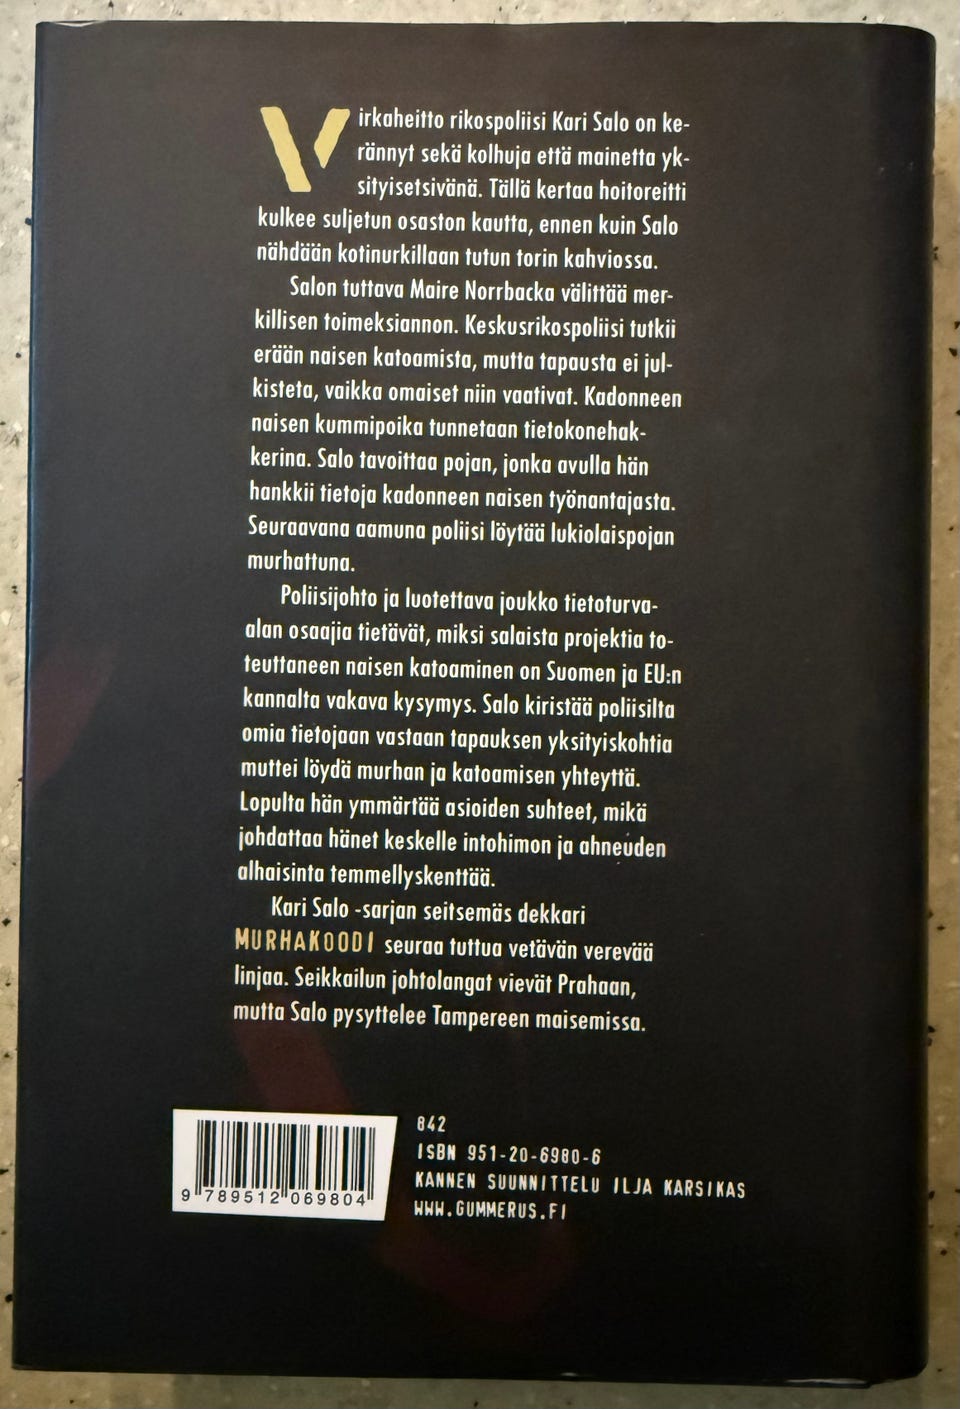 Virkaheitto rikospoliisi Kari Salo on ke-
rännyt sekä kolhuja että mainetta yk-
sityisetsivänä. Tällä kertaa hoitoreitti
kulkee suljetun osaston kautta, ennen kuin Salo
nähdään kotinurkillaan tutun torin kahviossa.
Salon tuttava Maire Norrbacka välittää mer-
killisen toimeksiannon. Keskusrikospoliisi tutkii
erään naisen katoamista, mutta tapausta ei jul-
kisteta, vaikka omaiset niin vaativat. Kadonneen
naisen kummipoika tunnetaan tietokonehak-
kerina. Salo tavoittaa pojan, jonka avulla hän
hankkii tietoja kadonneen naisen työnantajasta.
Seuraavana aamuna poliisi löytää lukiolaispojan
murhattuna.
Poliisijohto ja luotettava joukko tietoturva-
alan osaajia tietävät, miksi salaista projektia to-
teuttaneen naisen katoaminen on Suomen ja EU:n
kannalta vakava kysymys. Salo kiristää poliisilta
omia tietojaan vastaan tapauksen yksityiskohtia
muttei löydä murhan ja katoamisen yhteyttä.
Lopulta hän ymmärtää asioiden suhteet, mikä
johdattaa hänet keskelle intohimon ja ahneuden
alhaisinta temmellyskenttää.
Kari Salo -sarjan seitsemäs dekkari
MURHAKOODI seuraa tuttua vetävän verevää
linjaa. Seikkailun johtolangat vievät Prahaan,
mutta Salo pysyttelee Tampereen maisemissa.
842
ISBN 951-20-6980-6
KANNEN SUUNNITTELU ILJA KARSIKAS
WWW.GUMMERUS.FI
9 789512 069804